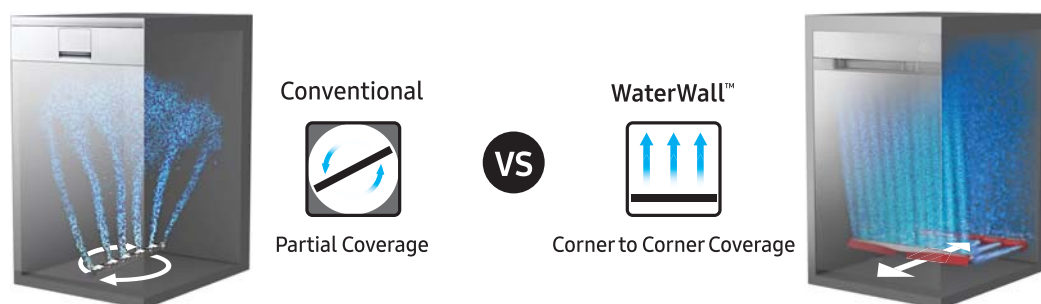 Conventional
Partial Coverage
VS
WaterWall™
Corner to Corner Coverage